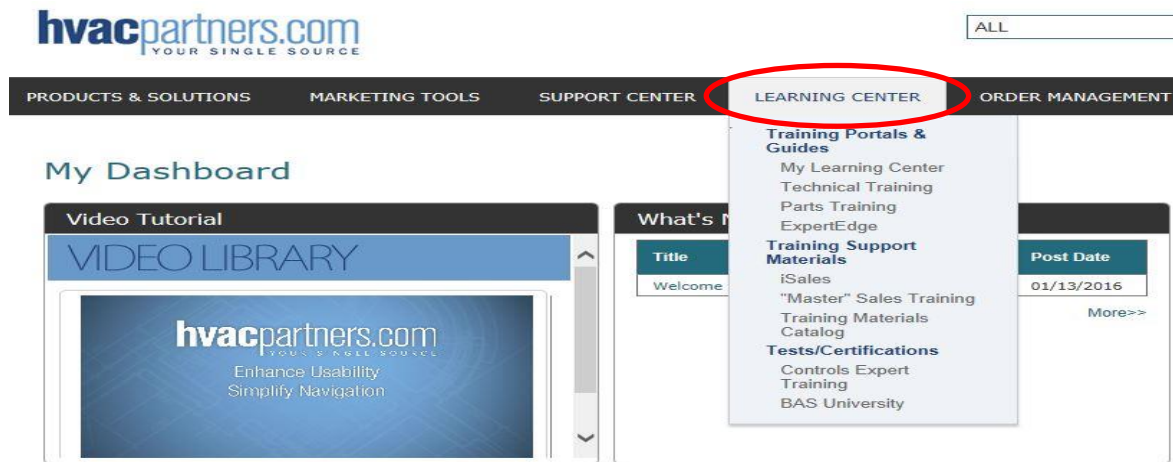 hvacpartners.com
YOUR SINGLE SOURCE
ALL
PRODUCTS & SOLUTIONS
MARKETING TOOLS
SUPPORT CENTER
LEARNING CENTER
ORDER MANAGEMENT
Training Portals &
Guides
My Learning Center
Technical Training
Parts Training
ExpertEdge
Training Support
Materials
iSales
"Master" Sales Training
Training Materials
Catalog
Tests/Certifications
Controls Expert
Training
BAS University
My Dashboard
Video Tutorial
VIDEO LIBRARY
hvacpartners.com
YOUR SINGLE SOURCE
Enhance Usability
Simplify Navigation
What's
Title
Post Date
Welcome
01/13/2016
More>>